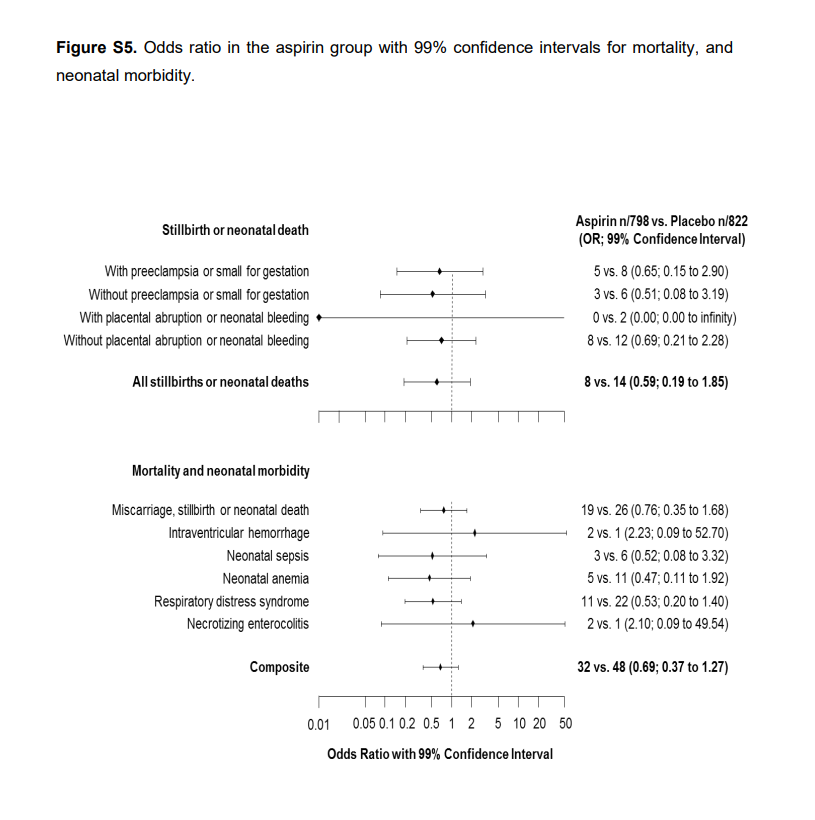 Figure S5. Odds ratio in the aspirin group with 99% confidence intervals for mortality, and
neonatal morbidity.
Stillbirth or neonatal death
Aspirin n/798 vs. Placebo n/822
(OR; 99% Confidence Interval)
With preeclampsia or small for gestation 5 vs. 8 (0.65; 0.15 to 2.90)
Without preeclampsia or small for gestation 3 vs. 6 (0.51; 0.08 to 3.19)
With placental abruption or neonatal bleeding 0 vs. 2 (0.00; 0.00 to infinity)
Without placental abruption or neonatal bleeding 8 vs. 12 (0.69; 0.21 to 2.28)
All stillbirths or neonatal deaths 8 vs. 14 (0.59; 0.19 to 1.85)
Mortality and neonatal morbidity
Miscarriage, stillbirth or neonatal death 19 vs. 26 (0.76; 0.35 to 1.68)
Intraventricular hemorrhage 2 vs. 1 (2.23; 0.09 to 52.70)
Neonatal sepsis 3 vs. 6 (0.52; 0.08 to 3.32)
Neonatal anemia 5 vs. 11 (0.47; 0.11 to 1.92)
Respiratory distress syndrome 11 vs. 22 (0.53; 0.20 to 1.40)
Necrotizing enterocolitis 2 vs. 1 (2.10; 0.09 to 49.54)
Composite 32 vs. 48 (0.69; 0.37 to 1.27)
0.01 0.05 0.1 0.2 0.5 1 2 5 10 20 50
Odds Ratio with 99% Confidence Interval